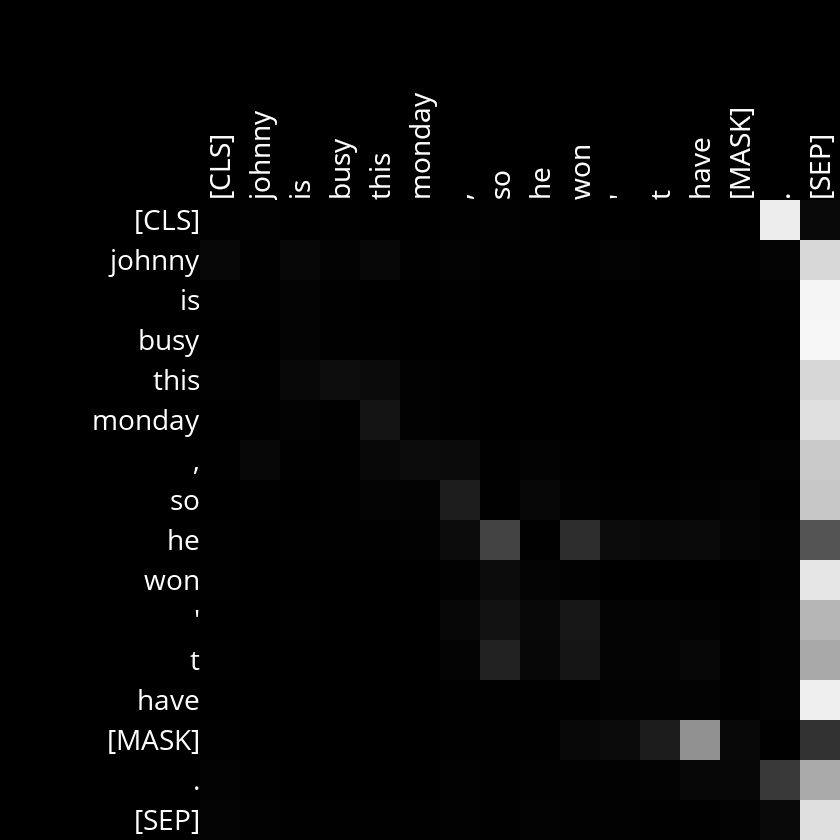 [CLS] johnny is busy this monday , so he won ' t have [MASK] . [SEP]
[CLS]
johnny
is
busy
this
monday
,
so
he
won
'
t
have
[MASK]
.
[SEP]